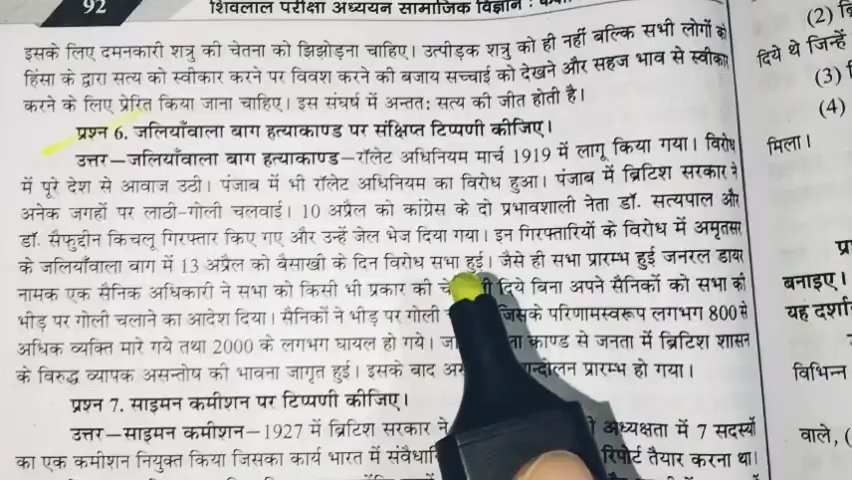 92
शिवलाल परीक्षा अध्ययन सामाजिक विज्ञान :
इसके लिए दमनकारी शत्रु की चेतना को झिंझोड़ना चाहिए। उत्पीड़क शत्रु को ही नहीं बल्कि सभी लोगों को
हिंसा के द्वारा सत्य को स्वीकार करने पर विवश करने की बजाय सच्चाई को देखने और सहज भाव से स्वीकार
करने के लिए प्रेरित किया जाना चाहिए। इस संघर्ष में अन्तत: सत्य की जीत होती है।
प्रश्न 6. जलियाँवाला बाग हत्याकाण्ड पर संक्षिप्त टिप्पणी कीजिए।
उत्तर—जलियाँवाला बाग हत्याकाण्ड—रॉलेट अधिनियम मार्च 1919 में लागू किया गया। विरोध
में पूरे देश से आवाज उठी। पंजाब में भी रॉलेट अधिनियम का विरोध हुआ। पंजाब में ब्रिटिश सरकार ने
अनेक जगहों पर लाठी-गोली चलवाई। 10 अप्रैल को कांग्रेस के दो प्रभावशाली नेता डॉ. सत्यपाल और
डॉ. सैफुद्दीन किचलू गिरफ्तार किए गए और उन्हें जेल भेज दिया गया। इन गिरफ्तारियों के विरोध में अमृतसर
के जलियाँवाला बाग में 13 अप्रैल को बैसाखी के दिन विरोध सभा हुई। जैसे ही सभा प्रारम्भ हुई जनरल डायर
नामक एक सैनिक अधिकारी ने सभा को किसी भी प्रकार की दिये बिना अपने सैनिकों को सभा की
भीड़ पर गोली चलाने का आदेश दिया। सैनिकों ने भीड़ पर गोली जिसके परिणामस्वरूप लगभग 800 से
अधिक व्यक्ति मारे गये तथा 2000 के लगभग घायल हो गये। काण्ड से जनता में ब्रिटिश शासन
के विरुद्ध व्यापक असन्तोष की भावना जागृत हुई। इसके बाद प्रारम्भ हो गया।
प्रश्न 7. साइमन कमीशन पर टिप्पणी कीजिए।
उत्तर—साइमन कमीशन—1927 में ब्रिटिश सरकार ने की अध्यक्षता में 7 सदस्यों
का एक कमीशन नियुक्त किया जिसका कार्य भारत में रिपोर्ट तैयार करना था।
(2)
दिये थे जिन्हें
(3)
(4)
मिला।
बनाइए।
यह
विभिन्न
वाले,